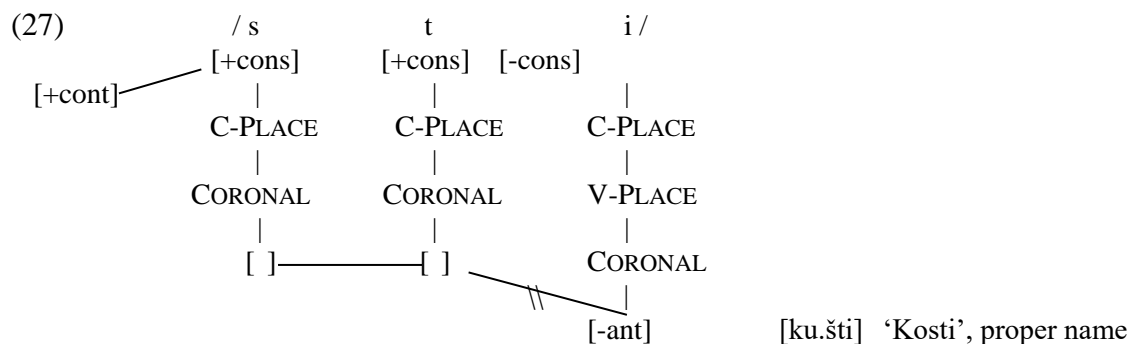 (27) / s t i /
[+cons] [+cons] [-cons]
[+cont]
C-PLACE C-PLACE C-PLACE
CORONAL CORONAL V-PLACE
[ ] [ ] CORONAL
[-ant] [ku.šti] ‘Kosti’, proper name